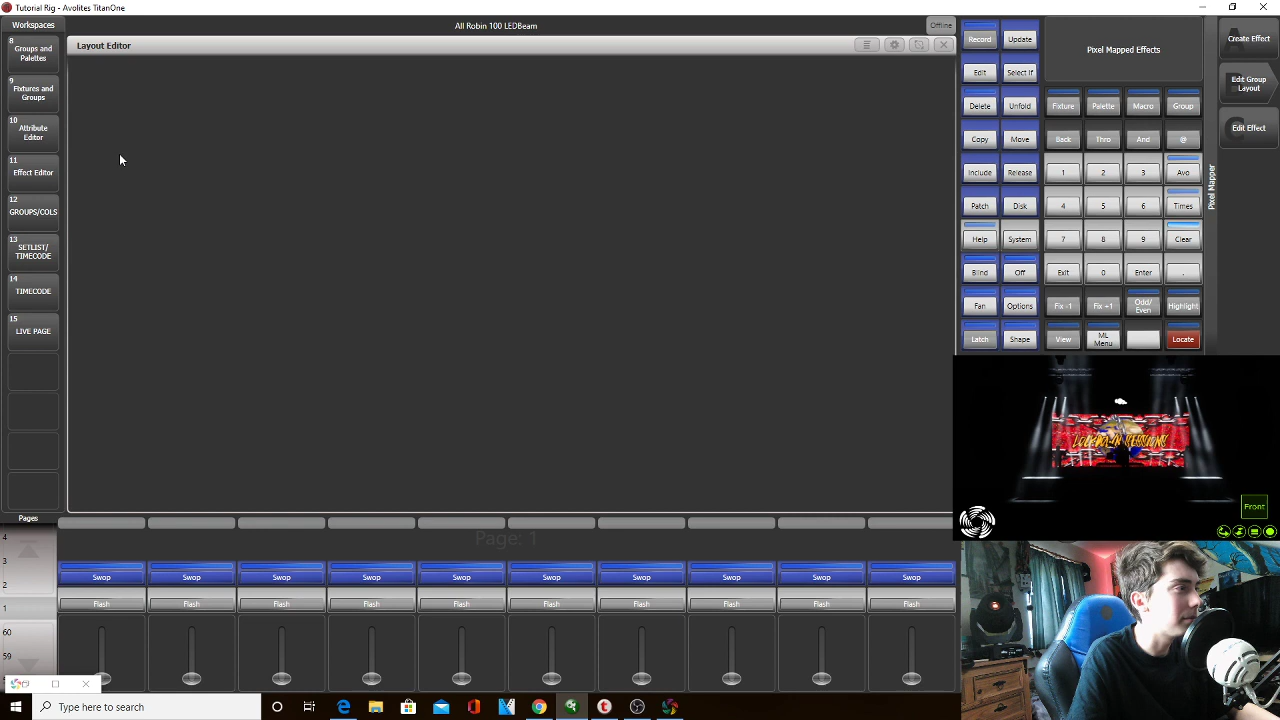 Tutorial Rig - Avolites TitanOne
Workspaces
All Robin 100 LEDBeam
Offline
Layout Editor
8
Groups and
Palettes
9
Fixtures and
Groups
10
Attribute
Editor
11
Effect Editor
12
GROUPS/COLS
13
SETLIST/
TIMECODE
14
TIMECODE
15
LIVE PAGE
Pages
4
3
2
1
60
59
Page: 1
Swop Swop Swop Swop Swop Swop Swop Swop Swop Swop
Flash Flash Flash Flash Flash Flash Flash Flash Flash Flash
Record Update
Edit Select If
Delete Unfold
Copy Move
Include Release
Patch Disk
Help System
Blind Off
Fan Options
Latch Shape
Pixel Mapped Effects
Fixture Palette Macro Group
Back Thro And @
1 2 3 Avo
4 5 6 Times
7 8 9 Clear
Exit 0 Enter .
Fix -1 Fix +1 Odd/
Even Highlight
View ML
Menu Locate
Pixel Mapper
A
Create Effect
Edit Group
Layout
C
Edit Effect
LOCKDOWN SESSIONS
Front
Type here to search